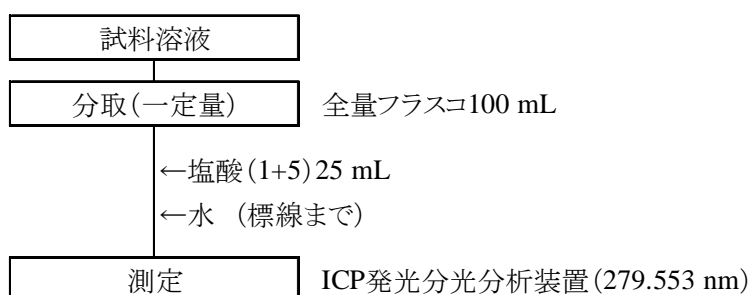 試料溶液
分取(一定量) 全量フラスコ100 mL
←塩酸(1+5)25 mL
←水 (標線まで)
測定 ICP発光分光分析装置(279.553 nm)